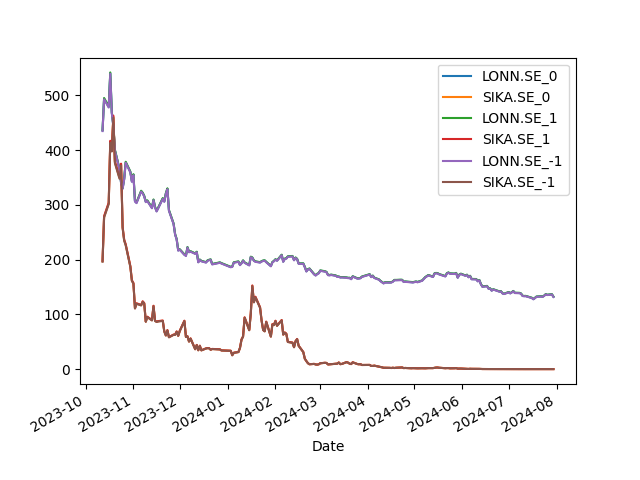 500
400
300
200
100
0
LONN.SE_0
SIKA.SE_0
LONN.SE_1
SIKA.SE_1
LONN.SE_-1
SIKA.SE_-1
2023-10
2023-11
2023-12
2024-01
2024-02
2024-03
2024-04
2024-05
2024-06
2024-07
2024-08
Date